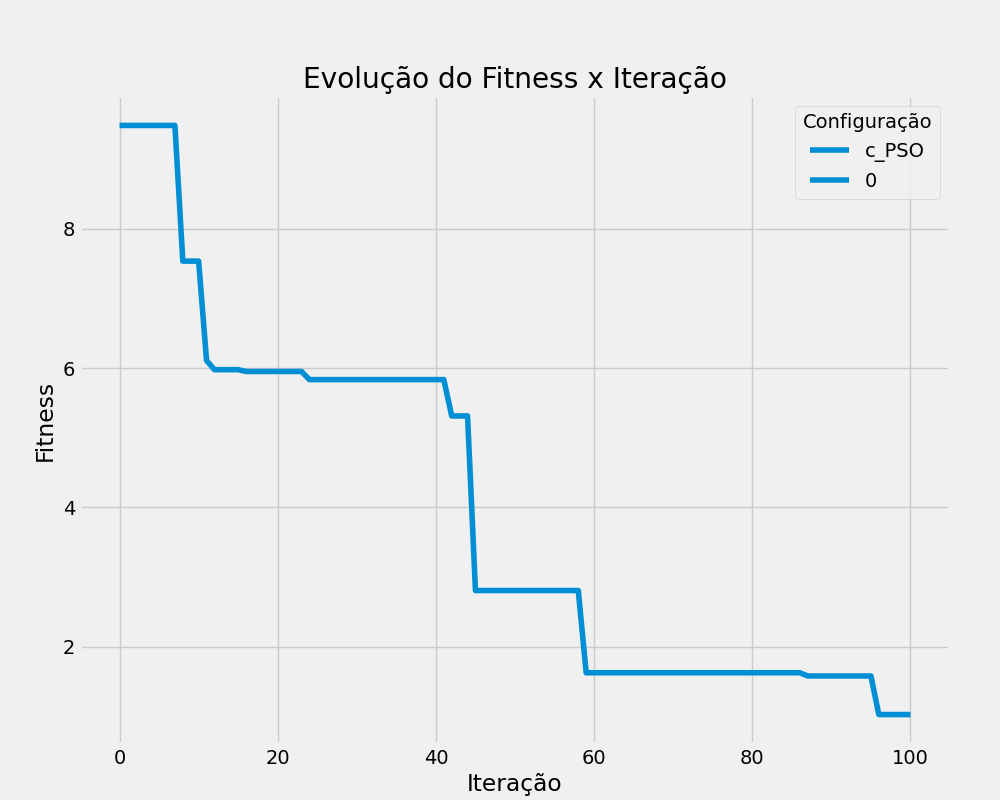 Evolução do Fitness x Iteração
Configuração
c_PSO
0
8
6
4
2
Fitness
0 20 40 60 80 100
Iteração